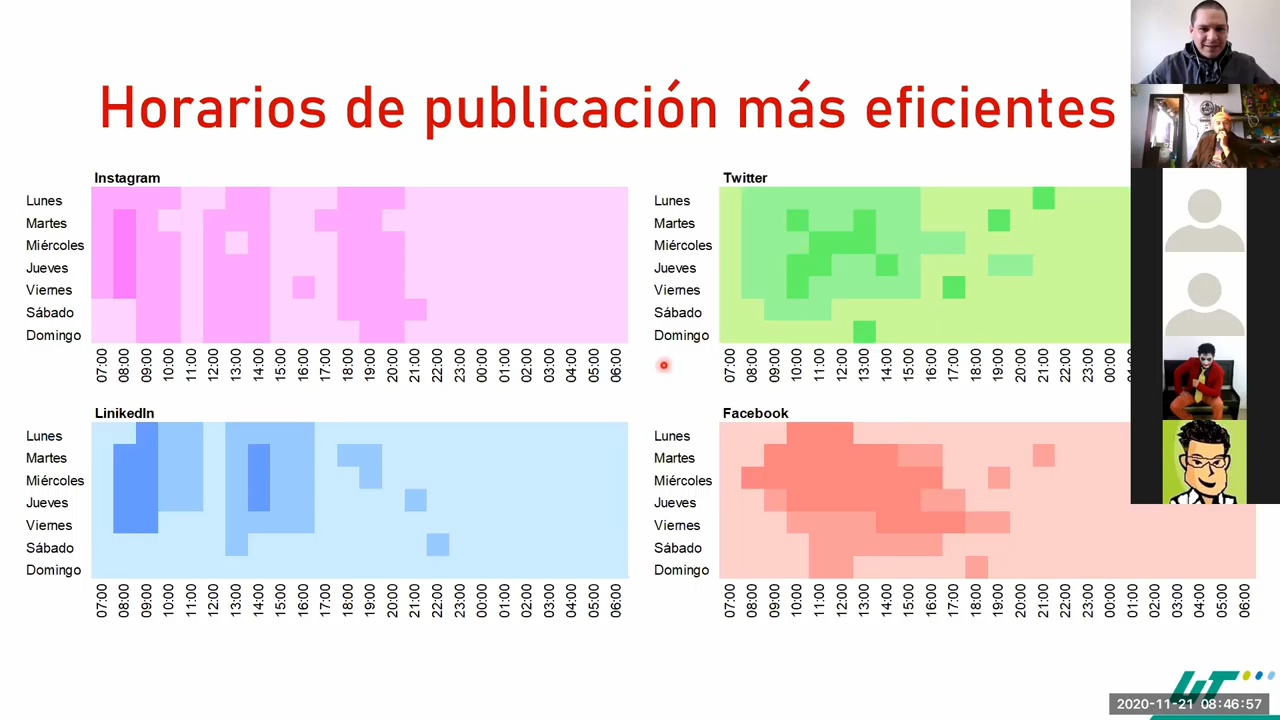 Horarios de publicación más eficientes
Instagram
Lunes
Martes
Miércoles
Jueves
Viernes
Sábado
Domingo
07:00 08:00 09:00 10:00 11:00 12:00 13:00 14:00 15:00 16:00 17:00 18:00 19:00 20:00 21:00 22:00 23:00 00:00 01:00 02:00 03:00 04:00 05:00 06:00
Twitter
Lunes
Martes
Miércoles
Jueves
Viernes
Sábado
Domingo
07:00 08:00 09:00 10:00 11:00 12:00 13:00 14:00 15:00 16:00 17:00 18:00 19:00 20:00 21:00 22:00 23:00 00:00
LinikedIn
Lunes
Martes
Miércoles
Jueves
Viernes
Sábado
Domingo
07:00 08:00 09:00 10:00 11:00 12:00 13:00 14:00 15:00 16:00 17:00 18:00 19:00 20:00 21:00 22:00 23:00 00:00 01:00 02:00 03:00 04:00 05:00 06:00
Facebook
Lunes
Martes
Miércoles
Jueves
Viernes
Sábado
Domingo
07:00 08:00 09:00 10:00 11:00 12:00 13:00 14:00 15:00 16:00 17:00 18:00 19:00 20:00 21:00 22:00 23:00 00:00 01:00 02:00 03:00 04:00 05:00 06:00
2020-11-21 08:46:57